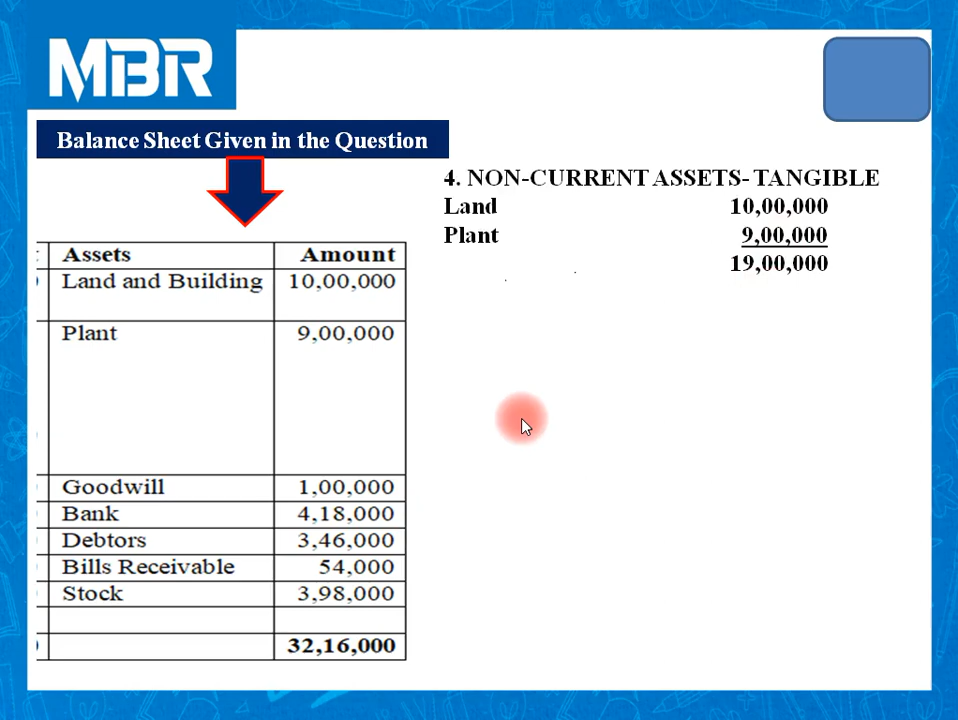 MBR
Balance Sheet Given in the Question
4. NON-CURRENT ASSETS- TANGIBLE
Land 10,00,000
Plant 9,00,000
19,00,000
Assets Amount
Land and Building 10,00,000
Plant 9,00,000
Goodwill 1,00,000
Bank 4,18,000
Debtors 3,46,000
Bills Receivable 54,000
Stock 3,98,000
32,16,000